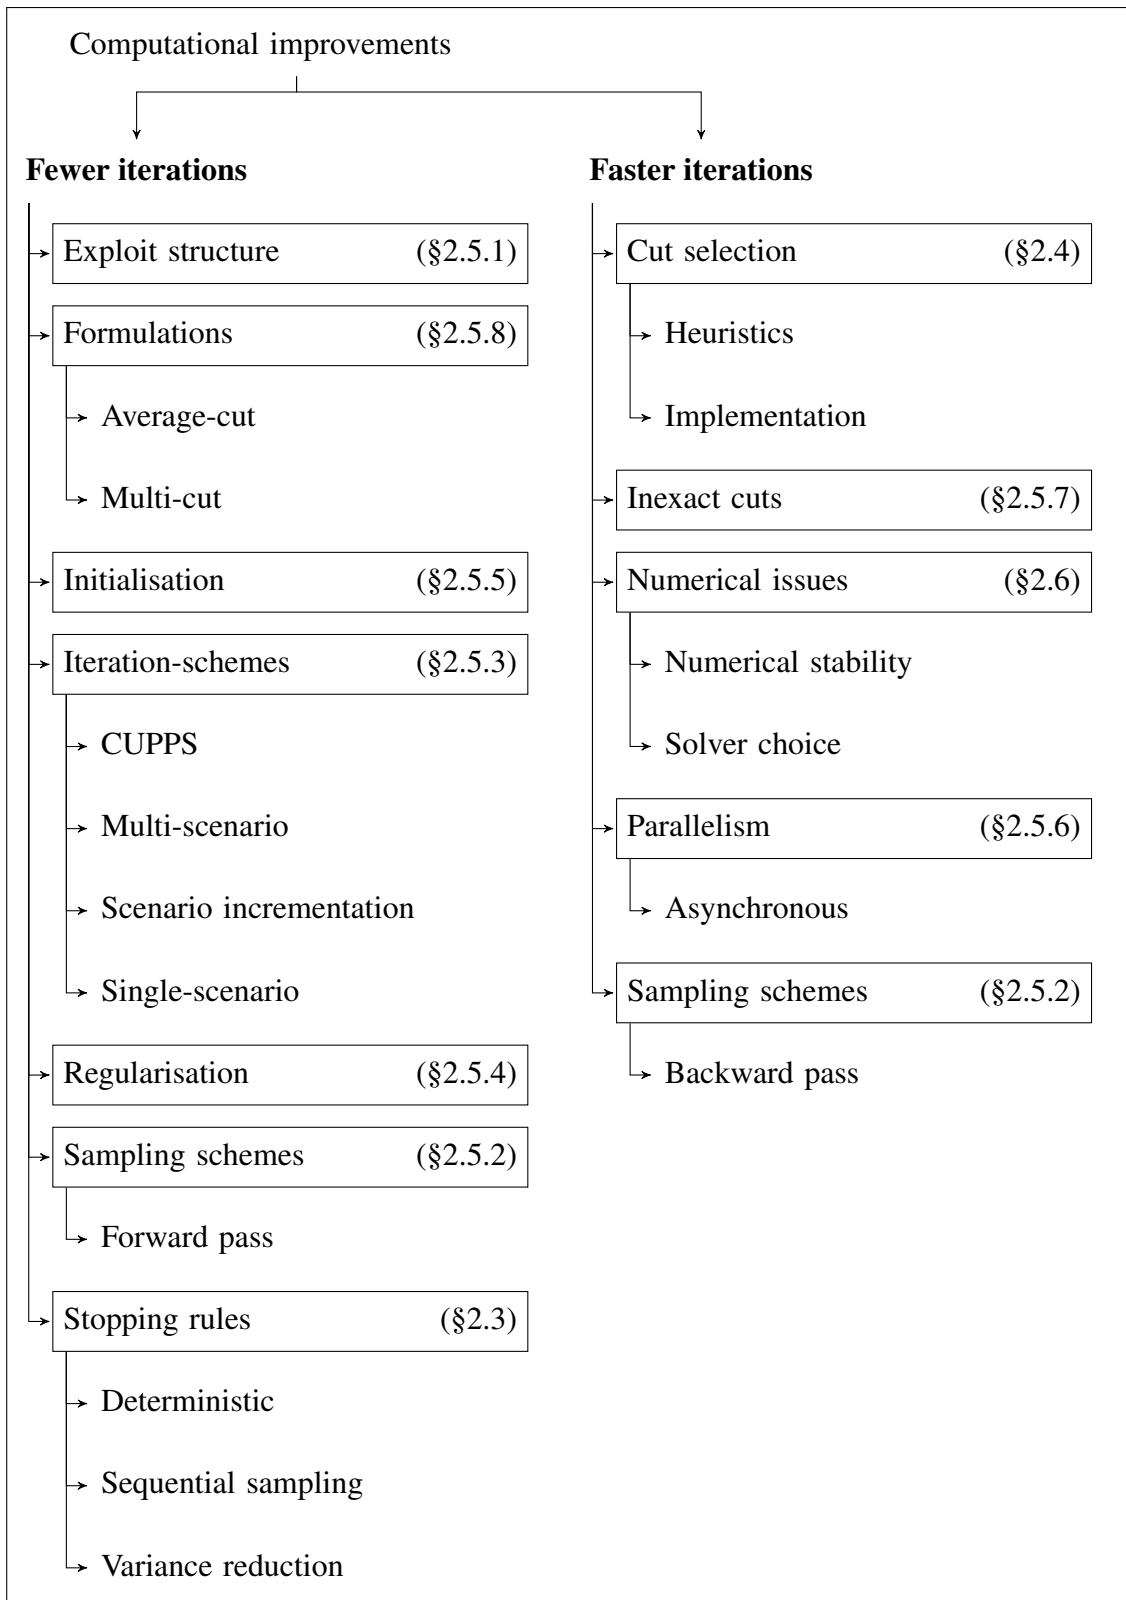 Computational improvements
Fewer iterations
Exploit structure (§2.5.1)
Formulations (§2.5.8)
Average-cut
Multi-cut
Initialisation (§2.5.5)
Iteration-schemes (§2.5.3)
CUPPS
Multi-scenario
Scenario incrementation
Single-scenario
Regularisation (§2.5.4)
Sampling schemes (§2.5.2)
Forward pass
Stopping rules (§2.3)
Deterministic
Sequential sampling
Variance reduction
Faster iterations
Cut selection (§2.4)
Heuristics
Implementation
Inexact cuts (§2.5.7)
Numerical issues (§2.6)
Numerical stability
Solver choice
Parallelism (§2.5.6)
Asynchronous
Sampling schemes (§2.5.2)
Backward pass